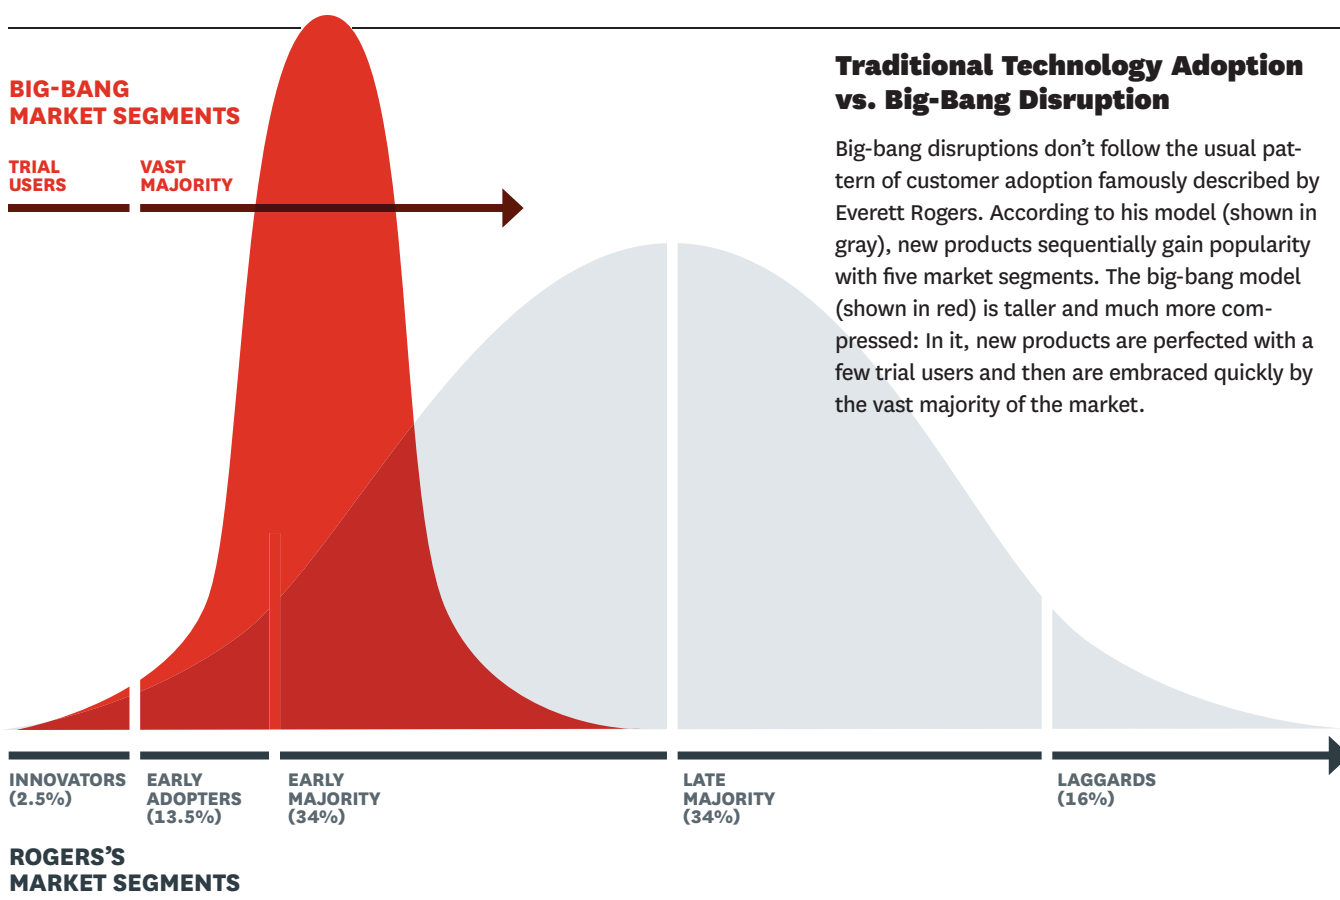 BIG-BANG
MARKET SEGMENTS
TRIAL
USERS
VAST
MAJORITY
Traditional Technology Adoption
vs. Big-Bang Disruption
Big-bang disruptions don’t follow the usual pat-
tern of customer adoption famously described by
Everett Rogers. According to his model (shown in
gray), new products sequentially gain popularity
with five market segments. The big-bang model
(shown in red) is taller and much more com-
pressed: In it, new products are perfected with a
few trial users and then are embraced quickly by
the vast majority of the market.
INNOVATORS
(2.5%)
EARLY
ADOPTERS
(13.5%)
EARLY
MAJORITY
(34%)
LATE
MAJORITY
(34%)
LAGGARDS
(16%)
ROGERS’S
MARKET SEGMENTS